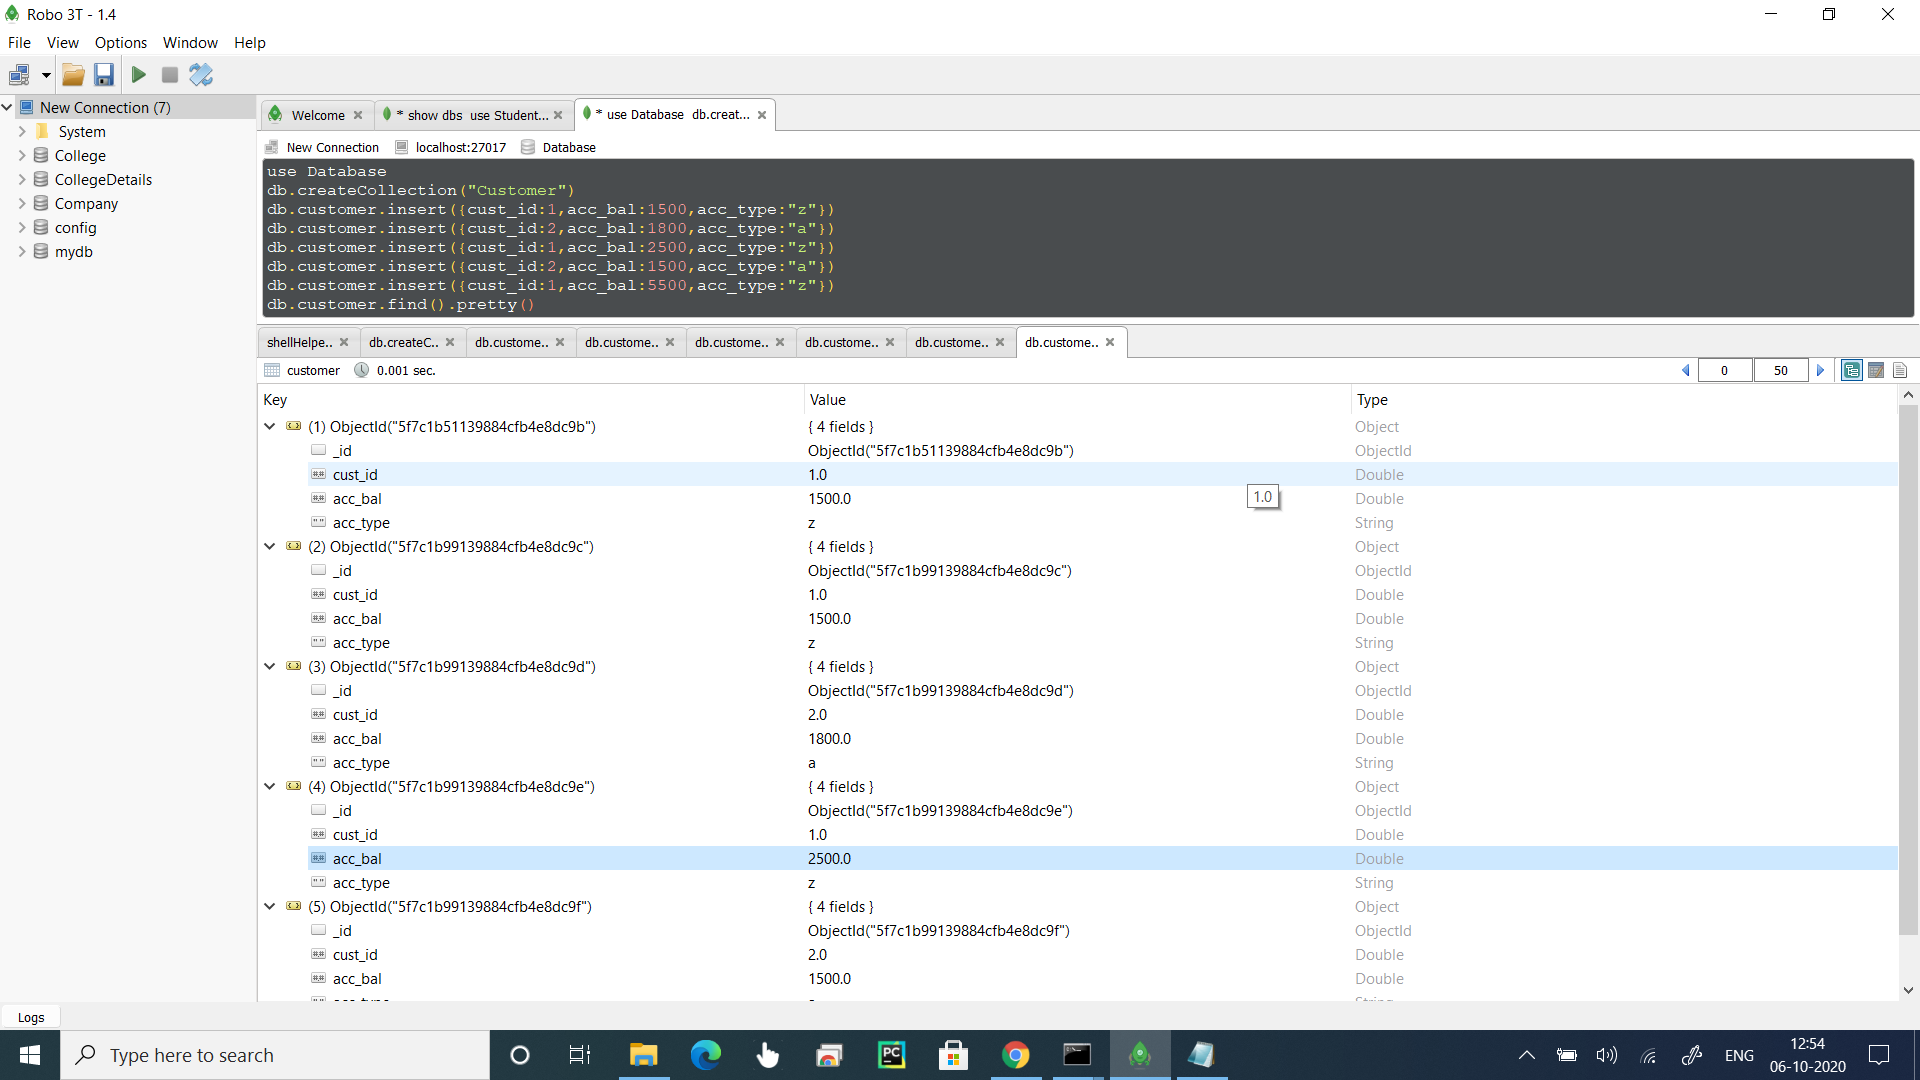 Robo 3T - 1.4
File View Options Window Help
New Connection (7)
System
College
CollegeDetails
Company
config
mydb
Welcome
* show dbs use Student...
* use Database db.creat...
New Connection localhost:27017 Database
use Database
db.createCollection("Customer")
db.customer.insert({cust_id:1,acc_bal:1500,acc_type:"z"})
db.customer.insert({cust_id:2,acc_bal:1800,acc_type:"a"})
db.customer.insert({cust_id:1,acc_bal:2500,acc_type:"z"})
db.customer.insert({cust_id:2,acc_bal:1500,acc_type:"a"})
db.customer.insert({cust_id:1,acc_bal:5500,acc_type:"z"})
db.customer.find().pretty()
shellHelpe.. db.createC.. db.custome.. db.custome.. db.custome.. db.custome.. db.custome.. db.custome..
customer 0.001 sec. 0 50
Key Value Type
(1) ObjectId("5f7c1b51139884cfb4e8dc9b") { 4 fields } Object
_id ObjectId("5f7c1b51139884cfb4e8dc9b") ObjectId
cust_id 1.0 Double
acc_bal 1500.0 Double
1.0
acc_type z String
(2) ObjectId("5f7c1b99139884cfb4e8dc9c") { 4 fields } Object
_id ObjectId("5f7c1b99139884cfb4e8dc9c") ObjectId
cust_id 1.0 Double
acc_bal 1500.0 Double
acc_type z String
(3) ObjectId("5f7c1b99139884cfb4e8dc9d") { 4 fields } Object
_id ObjectId("5f7c1b99139884cfb4e8dc9d") ObjectId
cust_id 2.0 Double
acc_bal 1800.0 Double
acc_type a String
(4) ObjectId("5f7c1b99139884cfb4e8dc9e") { 4 fields } Object
_id ObjectId("5f7c1b99139884cfb4e8dc9e") ObjectId
cust_id 1.0 Double
acc_bal 2500.0 Double
acc_type z String
(5) ObjectId("5f7c1b99139884cfb4e8dc9f") { 4 fields } Object
_id ObjectId("5f7c1b99139884cfb4e8dc9f") ObjectId
cust_id 2.0 Double
acc_bal 1500.0 Double
Logs
Type here to search
PC
ENG
12:54
06-10-2020